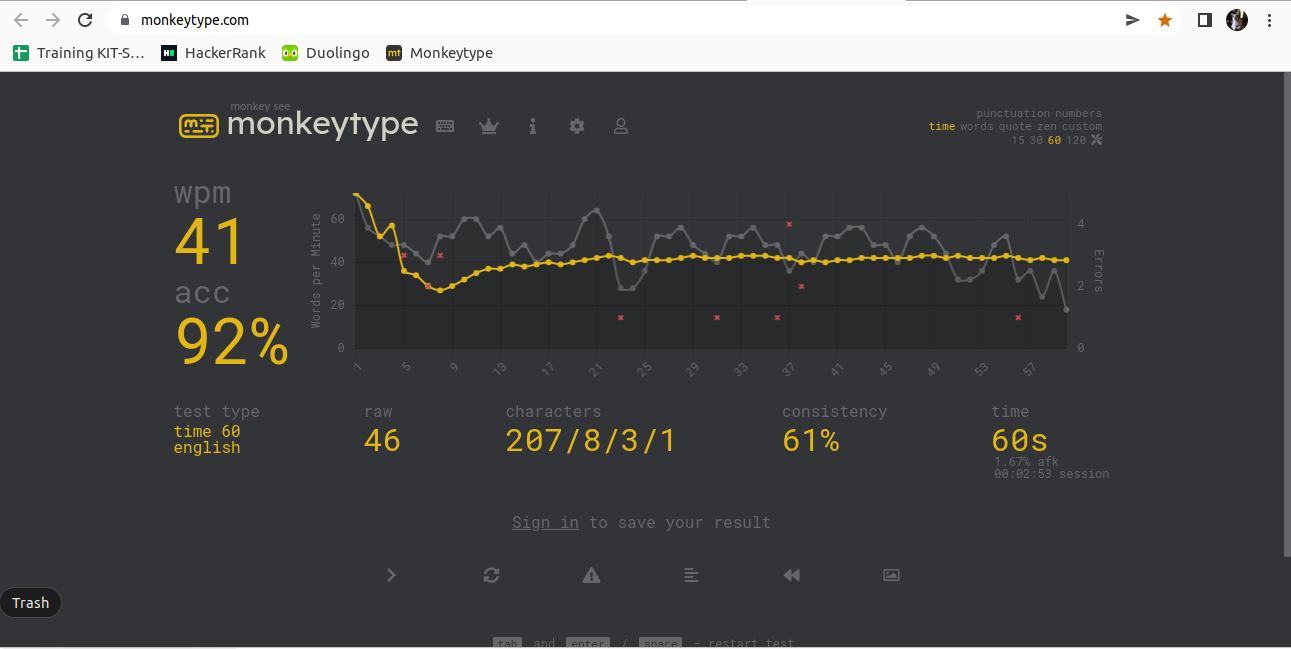 monkeytype.com
Training KIT-S... HackerRank Duolingo mt Monkeytype
monkey see
monkeytype
punctuation numbers
time words quote zen custom
15 30 60 120
wpm
41
acc
92%
Words per Minute
60
40
20
0
4
2
0
Errors
1 5 9 13 17 21 25 29 33 37 41 45 49 53 57
test type
time 60
english
raw
46
characters
207/8/3/1
consistency
61%
time
60s
1.67% afk
00:02:53 session
Sign in to save your result
Trash
tab and enter / space - restart test